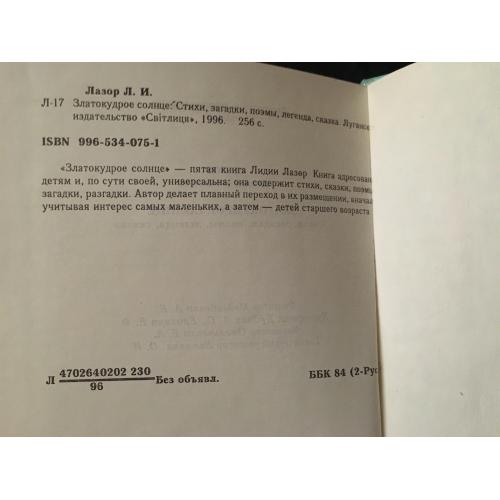 Лазор Л. И.
Л-17 Златокудрое солнце: Стихи, загадки, поэмы, легенда, сказка. Луганск
издательство «Світлиця», 1996. 256 с.
ISBN 996-534-075-1
«Златокудрое солнце» — пятая книга Лидии Лазор Книга адресован
детям и, по сути своей, универсальна; она содержит стихи, сказки, поэмы
загадки, разгадки. Автор делает плавный переход в их размещении, вначал
учитывая интерес самых маленьких, а затем — детей старшего возраста
Л 4702640202 230
96
Без объявл.
ББК 84 (2-Рус